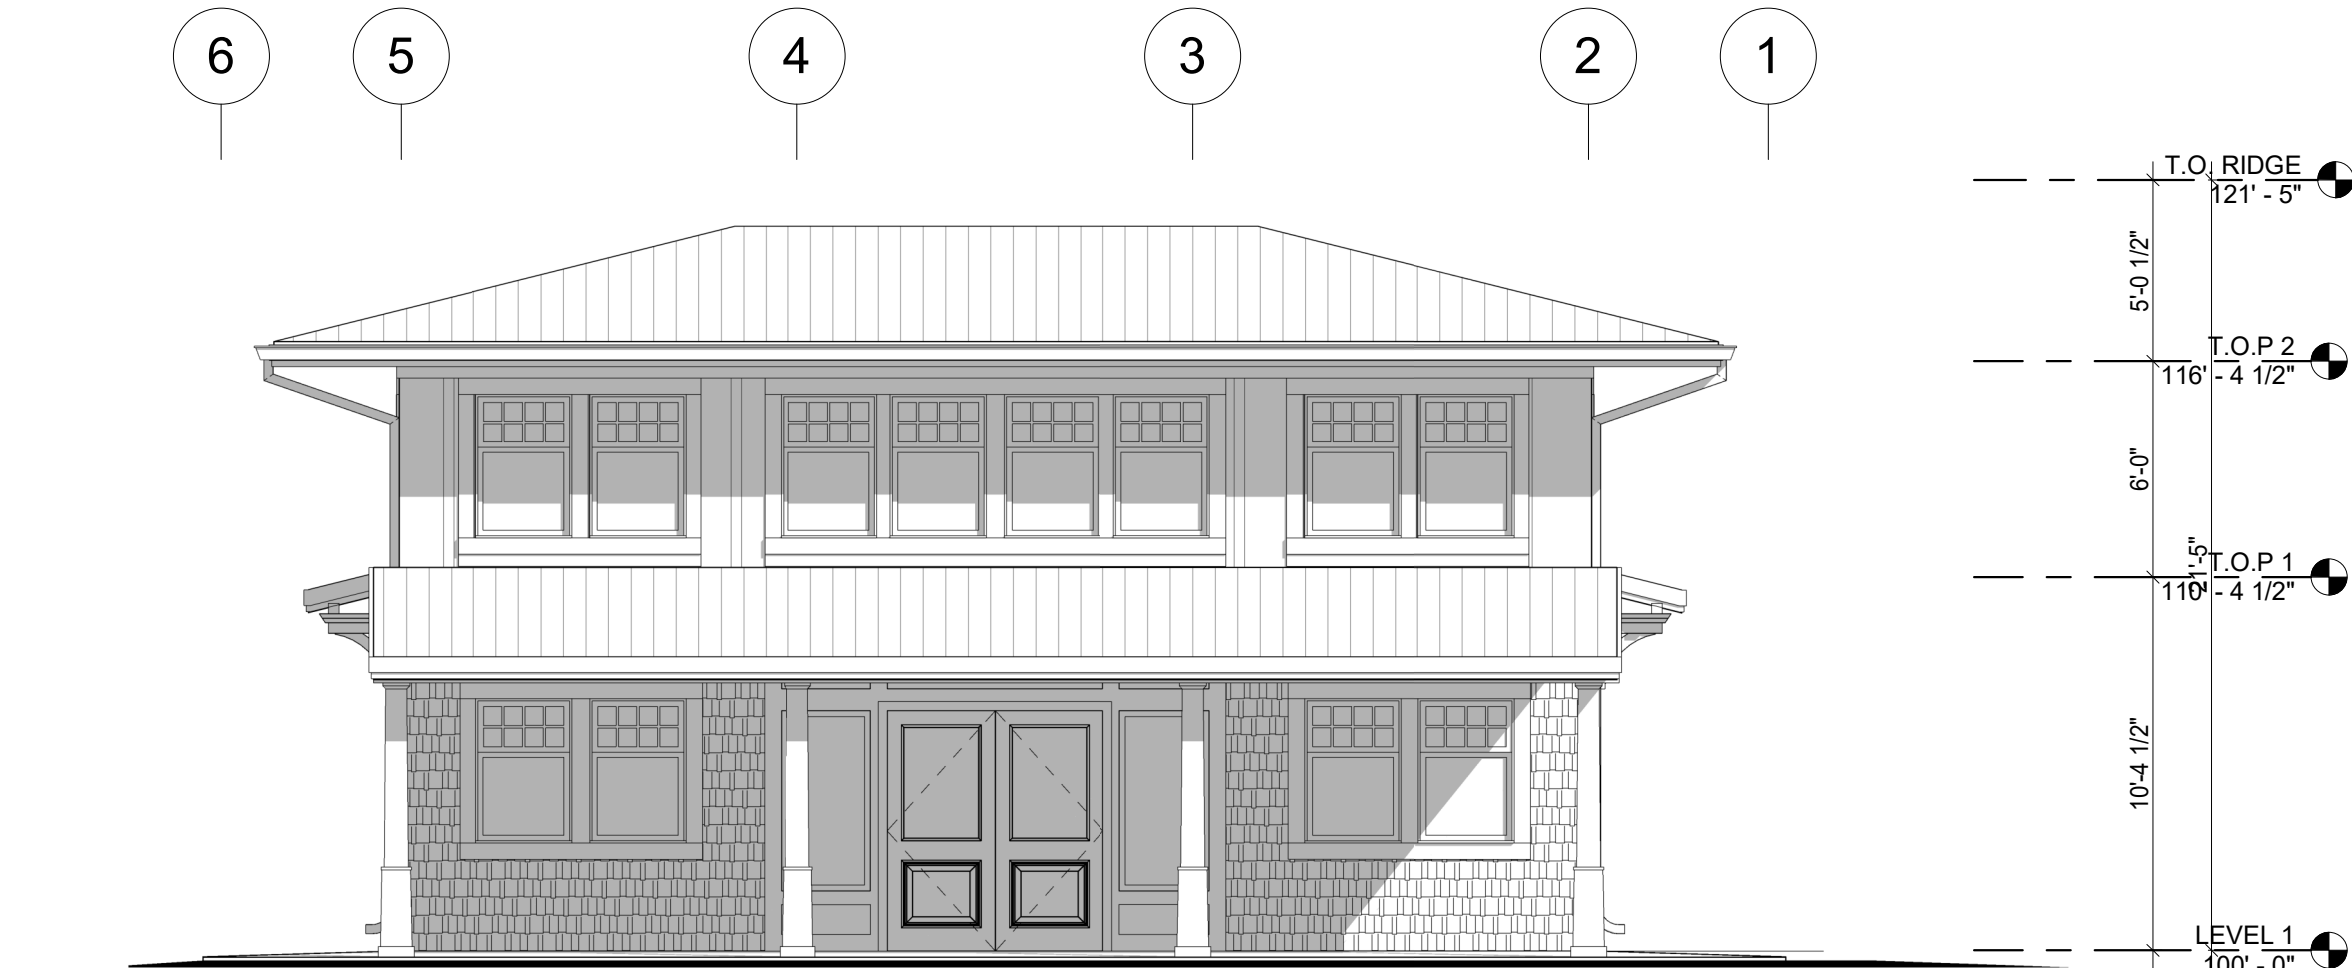 6
5
4
3
2
1
T.O. RIDGE
121' - 5"
5'-0 1/2"
T.O.P 2
116' - 4 1/2"
6'-0"
21'-5"
T.O.P 1
110' - 4 1/2"
10'-4 1/2"
LEVEL 1
100' - 0"